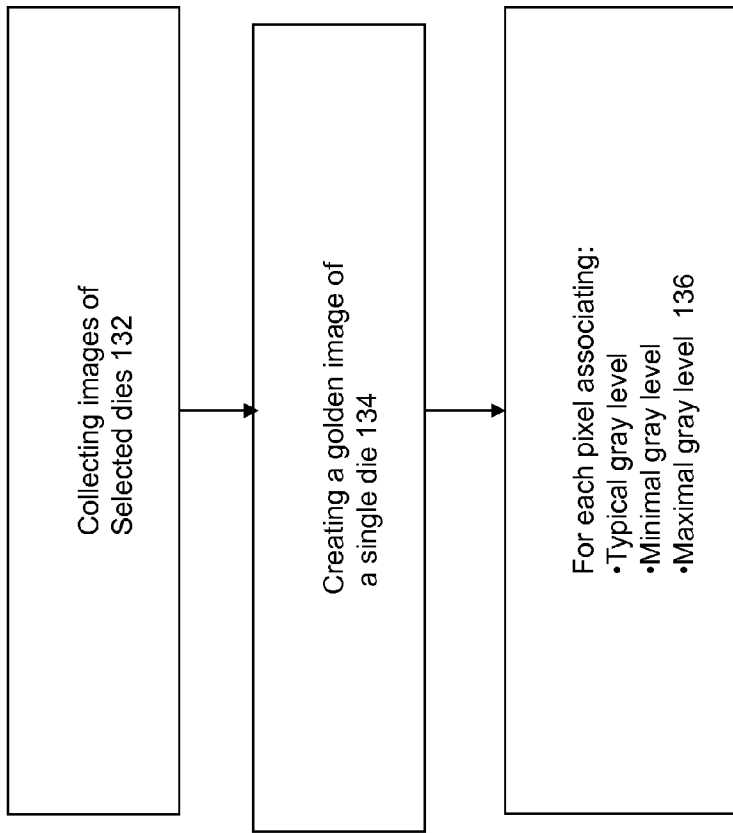 Collecting images of
Selected dies 132
Creating a golden image of
a single die 134
For each pixel associating:
•Typical gray level
•Minimal gray level
•Maximal gray level 136